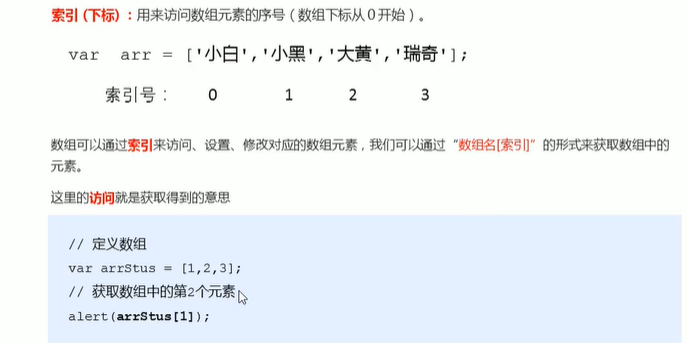 索引 (下标) ：用来访问数组元素的序号（数组下标从0开始）。
var arr = ['小白','小黑','大黄','瑞奇'];
索引号： 0 1 2 3
数组可以通过索引来访问、设置、修改对应的数组元素，我们可以通过“数组名[索引]”的形式来获取数组中的
元素。
这里的访问就是获取得到的意思
// 定义数组
var arrStus = [1,2,3];
// 获取数组中的第2个元素
alert(arrStus[1]);